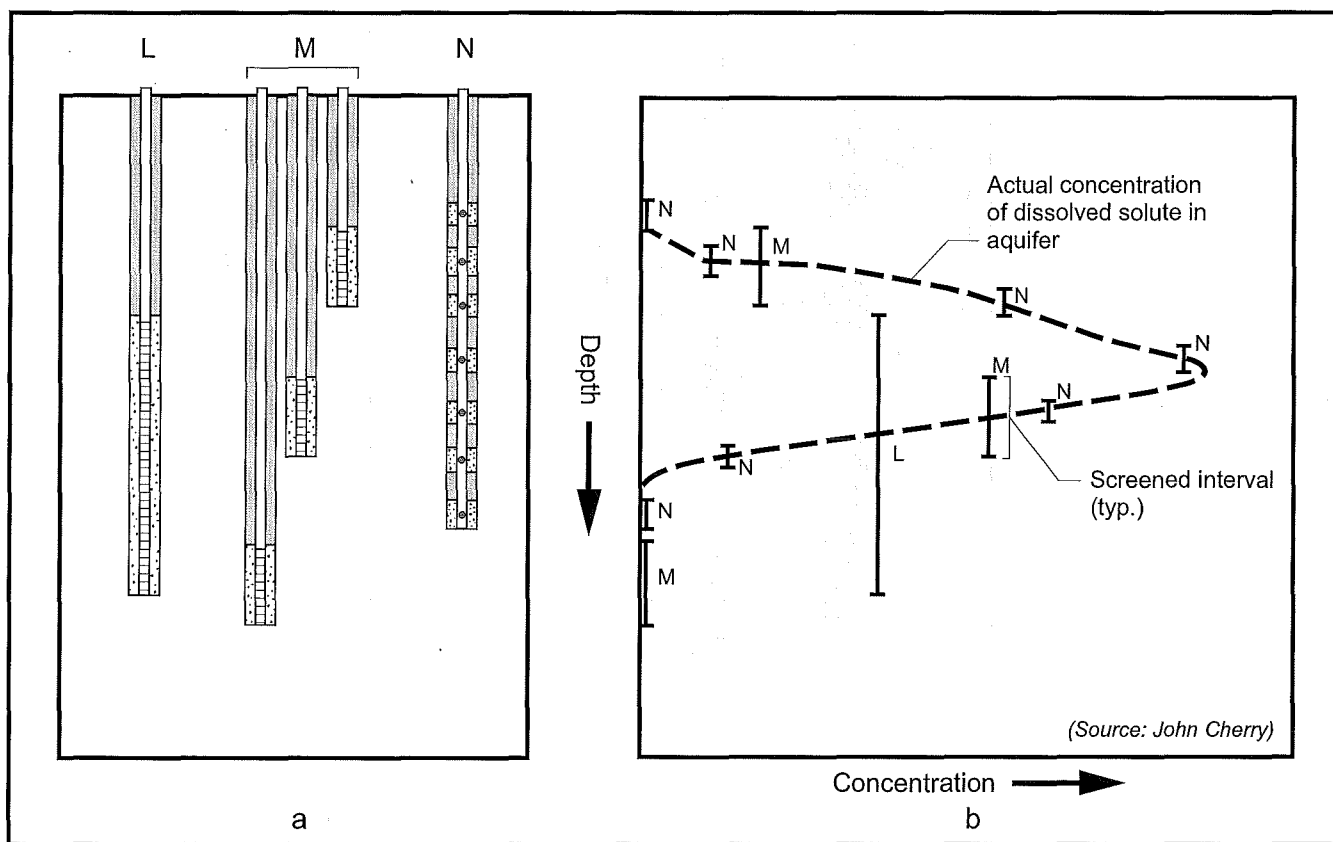 L
M
N
a
Depth
N
N
M
Actual concentration
of dissolved solute in
aquifer
N
N
M
N
L
N
Screened interval
(typ.)
N
M
(Source: John Cherry)
Concentration
b